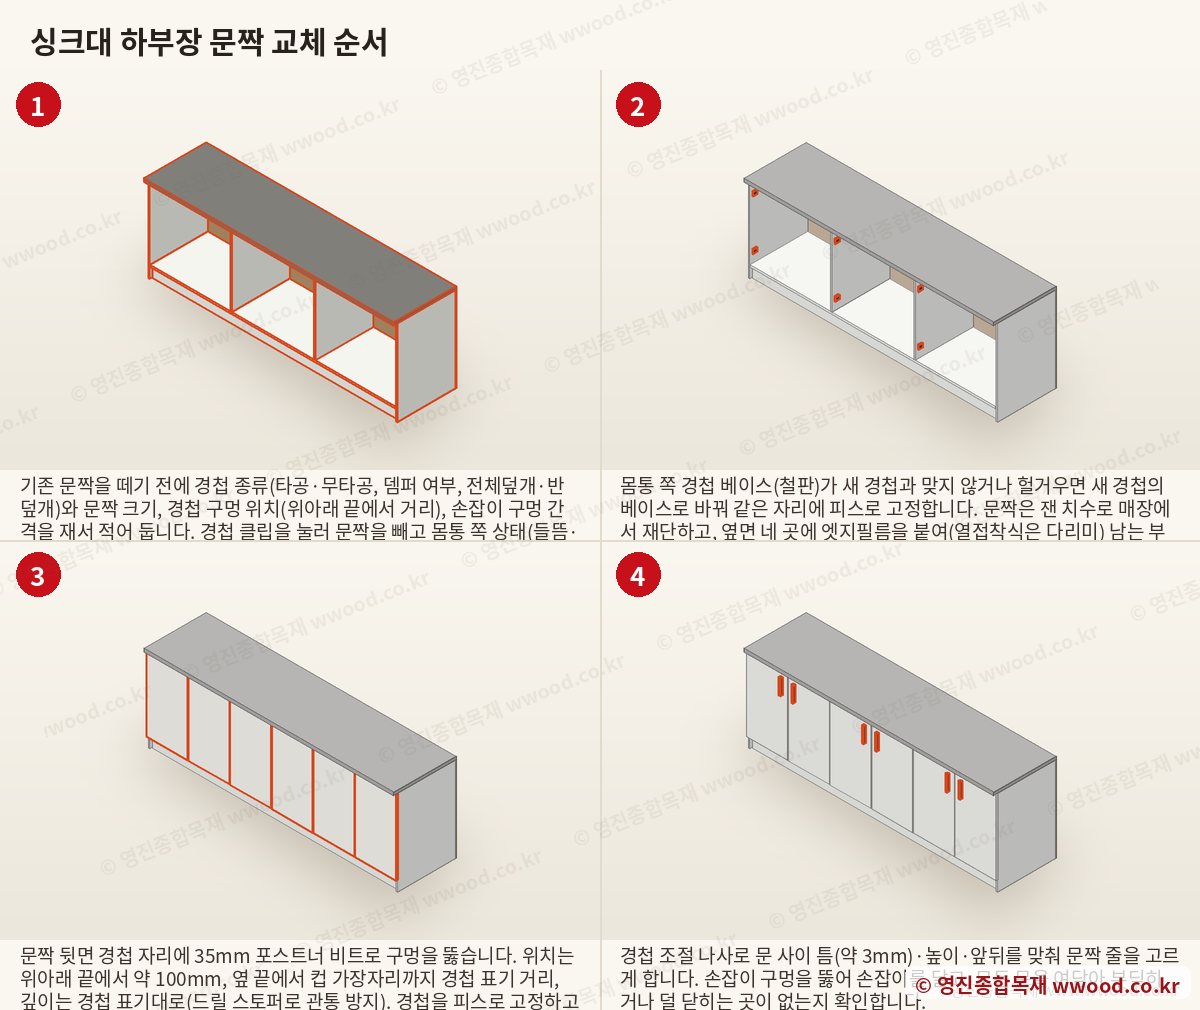 싱크대 하부장 문짝 교체 순서
1
기존 문짝을 떼기 전에 경첩 종류(타공·무타공, 뎀퍼 여부, 전체덮개·반
덮개)와 문짝 크기, 경첩 구멍 위치(위아래 끝에서 거리), 손잡이 구멍 간
격을 재서 적어 둡니다. 경첩 클립을 눌러 문짝을 빼고 몸통 쪽 상태(들뜸·
2
몸통 쪽 경첩 베이스(철판)가 새 경첩과 맞지 않거나 헐거우면 새 경첩의
베이스로 바꿔 같은 자리에 피스로 고정합니다. 문짝은 잰 치수로 매장에
서 재단하고, 옆면 네 곳에 엣지필름을 붙여(열접착식은 다리미) 남는 부
3
문짝 뒷면 경첩 자리에 35mm 포스트너 비트로 구멍을 뚫습니다. 위치는
위아래 끝에서 약 100mm, 옆 끝에서 컵 가장자리까지 경첩 표기 거리,
깊이는 경첩 표기대로(드릴 스토퍼로 관통 방지). 경첩을 피스로 고정하고
4
경첩 조절 나사로 문 사이 틈(약 3mm)·높이·앞뒤를 맞춰 문짝 줄을 고르
게 합니다. 손잡이 구멍을 뚫어 손잡이를 달고
거나 덜 닫히는 곳이 없는지 확인합니다.
© 영진종합목재 wwood.co.kr